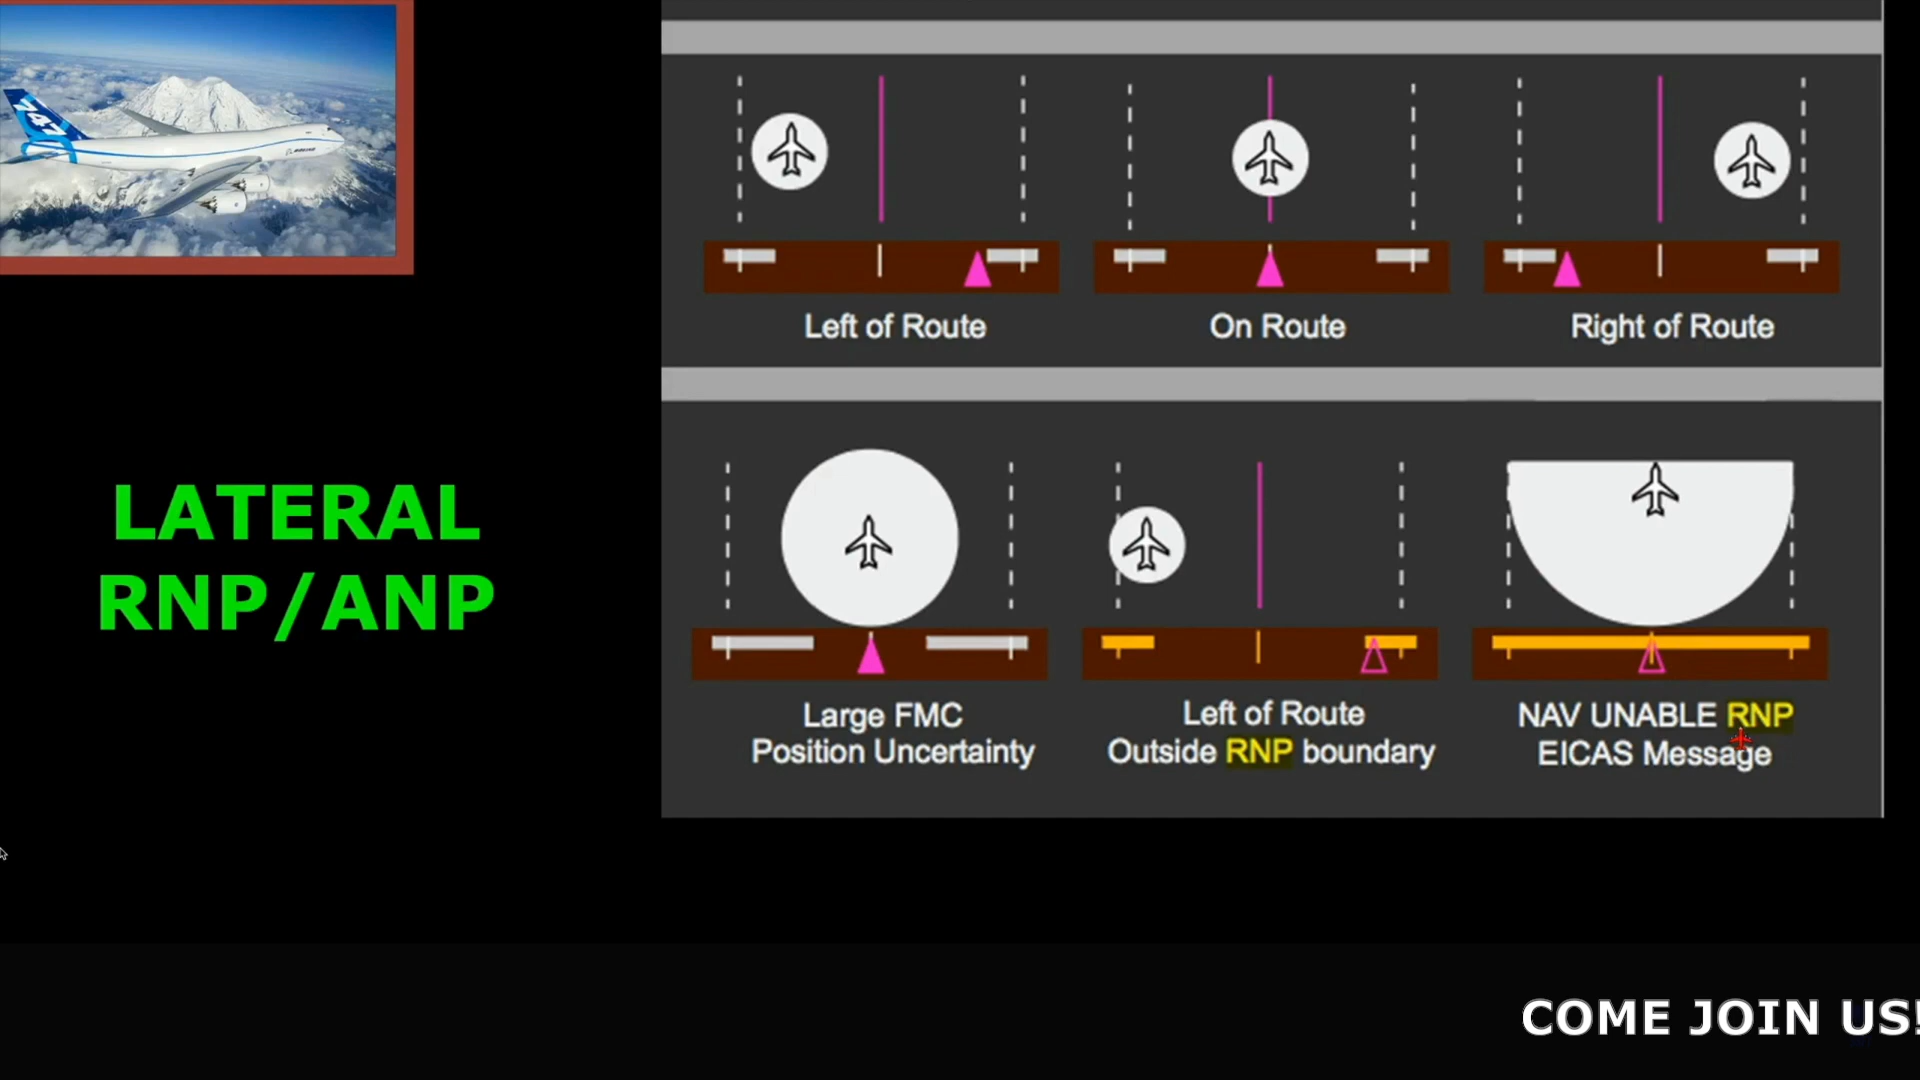 747
Left of Route
On Route
Right of Route
LATERAL
RNP/ANP
Large FMC
Position Uncertainty
Left of Route
Outside RNP boundary
NAV UNABLE RNP
EICAS Message
COME JOIN US!